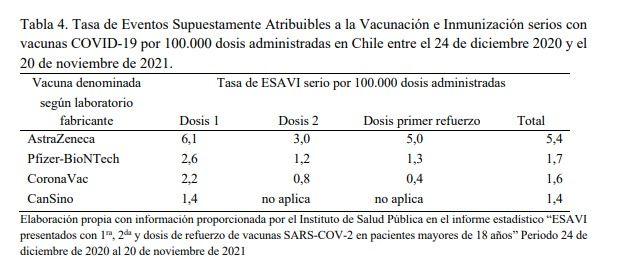 Tabla 4. Tasa de Eventos Supuestamente Atribuibles a la Vacunación e Inmunización serios con
vacunas COVID-19 por 100.000 dosis administradas en Chile entre el 24 de diciembre 2020 y el
20 de noviembre de 2021.
Vacuna denominada según laboratorio fabricante Tasa de ESAVI serio por 100.000 dosis administradas
Dosis 1 Dosis 2 Dosis primer refuerzo Total
AstraZeneca 6,1 3,0 5,0 5,4
Pfizer-BioNTech 2,6 1,2 1,3 1,7
CoronaVac 2,2 0,8 0,4 1,6
CanSino 1,4 no aplica no aplica 1,4
Elaboración propia con información proporcionada por el Instituto de Salud Pública en el informe estadístico “ESAVI
presentados con 1ra, 2da y dosis de refuerzo de vacunas SARS-COV-2 en pacientes mayores de 18 años” Periodo 24 de
diciembre de 2020 al 20 de noviembre de 2021